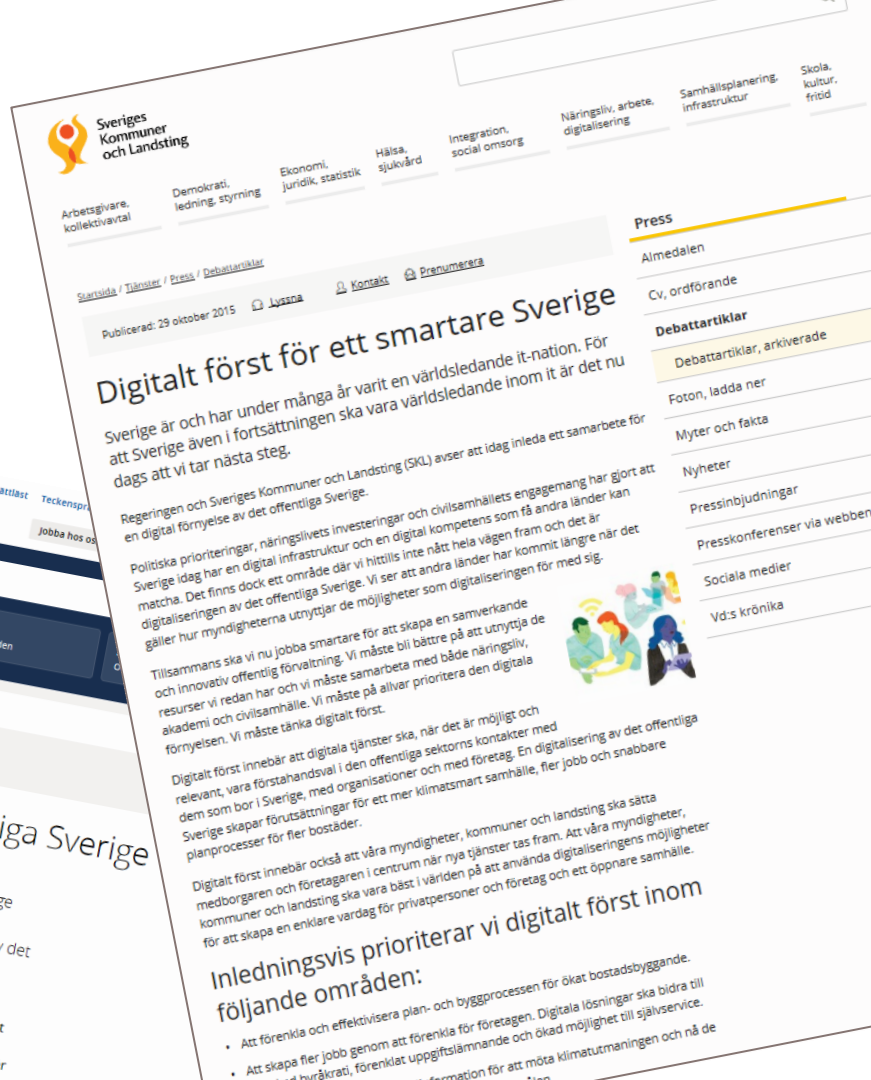 Sveriges
Kommuner
och Landsting
Arbetsgivare,
kollektivavtal
Demokrati,
ledning, styrning
Ekonomi,
juridik, statistik
Hälsa,
sjukvård
Integration,
social omsorg
Näringsliv, arbete,
digitalisering
Samhällsplanering,
infrastruktur
Skola,
kultur,
fritid
Startsida / Tjänster / Press / Debattartiklar
Publicerad: 29 oktober 2015 Lyssna Kontakt Prenumerera
Digitalt först för ett smartare Sverige
Sverige är och har under många år varit en världsledande it-nation. För
att Sverige även i fortsättningen ska vara världsledande inom it är det nu
dags att vi tar nästa steg.
Regeringen och Sveriges Kommuner och Landsting (SKL) avser att idag inleda ett samarbete för
en digital förnyelse av det offentliga Sverige.
Politiska prioriteringar, näringslivets investeringar och civilsamhällets engagemang har gjort att
Sverige idag har en digital infrastruktur och en digital kompetens som få andra länder kan
matcha. Det finns dock ett område där vi hittills inte nått hela vägen fram och det är
digitaliseringen av det offentliga Sverige. Vi ser att andra länder har kommit längre när det
gäller hur myndigheterna utnyttjar de möjligheter som digitaliseringen för med sig.
Tillsammans ska vi nu jobba smartare för att skapa en samverkande
och innovativ offentlig förvaltning. Vi måste bli bättre på att utnyttja de
resurser vi redan har och vi måste samarbeta med både näringsliv,
akademi och civilsamhälle. Vi måste på allvar prioritera den digitala
förnyelsen. Vi måste tänka digitalt först.
Digitalt först innebär att digitala tjänster ska, när det är möjligt och
relevant, vara förstahandsval i den offentliga sektorns kontakter med
dem som bor i Sverige, med organisationer och med företag. En digitalisering av det offentliga
Sverige skapar förutsättningar för ett mer klimatsmart samhälle, fler jobb och snabbare
planprocesser för fler bostäder.
Digitalt först innebär också att våra myndigheter, kommuner och landsting ska sätta
medborgaren och företagaren i centrum när nya tjänster tas fram. Att våra myndigheter,
kommuner och landsting ska vara bäst i världen på att använda digitaliseringens möjligheter
för att skapa en enklare vardag för privatpersoner och företag och ett öppnare samhälle.
Inledningsvis prioriterar vi digitalt först inom
följande områden:
• Att förenkla och effektivisera plan- och byggprocessen för ökat bostadsbyggande.
• Att skapa fler jobb genom att förenkla för företagen. Digitala lösningar ska bidra till
byråkrati, förenklat uppgiftslämnande och ökad möjlighet till självservice.
formation för att möta klimatutmaningen och nå de
Press
Almedalen
Cv, ordförande
Debattartiklar
Debattartiklar, arkiverade
Foton, ladda ner
Myter och fakta
Nyheter
Pressinbjudningar
Presskonferenser via webben
Sociala medier
Vd:s krönika
attläst Teckenspr
Jobba hos os
den
iga Sverige
ge
v det
t
r